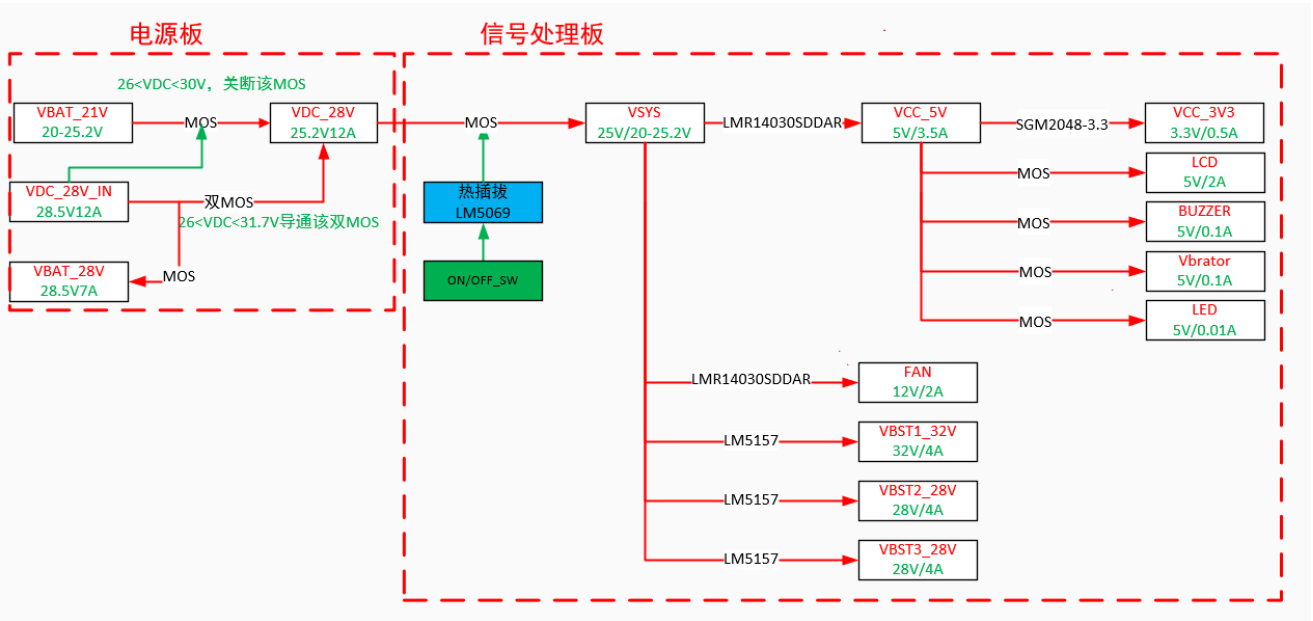 电源板
信号处理板
26<VDC<30V，关断该MOS
VBAT_21V
20-25.2V
MOS
VDC_28V
25.2V12A
MOS
VSYS
25V/20-25.2V
LMR14030SDDAR
VCC_5V
5V/3.5A
SGM2048-3.3
VCC_3V3
3.3V/0.5A
VDC_28V_IN
28.5V12A
双MOS
26<VDC<31.7V导通该双MOS
VBAT_28V
28.5V7A
MOS
热插拔
LM5069
ON/OFF_SW
MOS
LCD
5V/2A
MOS
BUZZER
5V/0.1A
MOS
Vbrator
5V/0.1A
MOS
LED
5V/0.01A
LMR14030SDDAR
FAN
12V/2A
LM5157
VBST1_32V
32V/4A
LM5157
VBST2_28V
28V/4A
LM5157
VBST3_28V
28V/4A